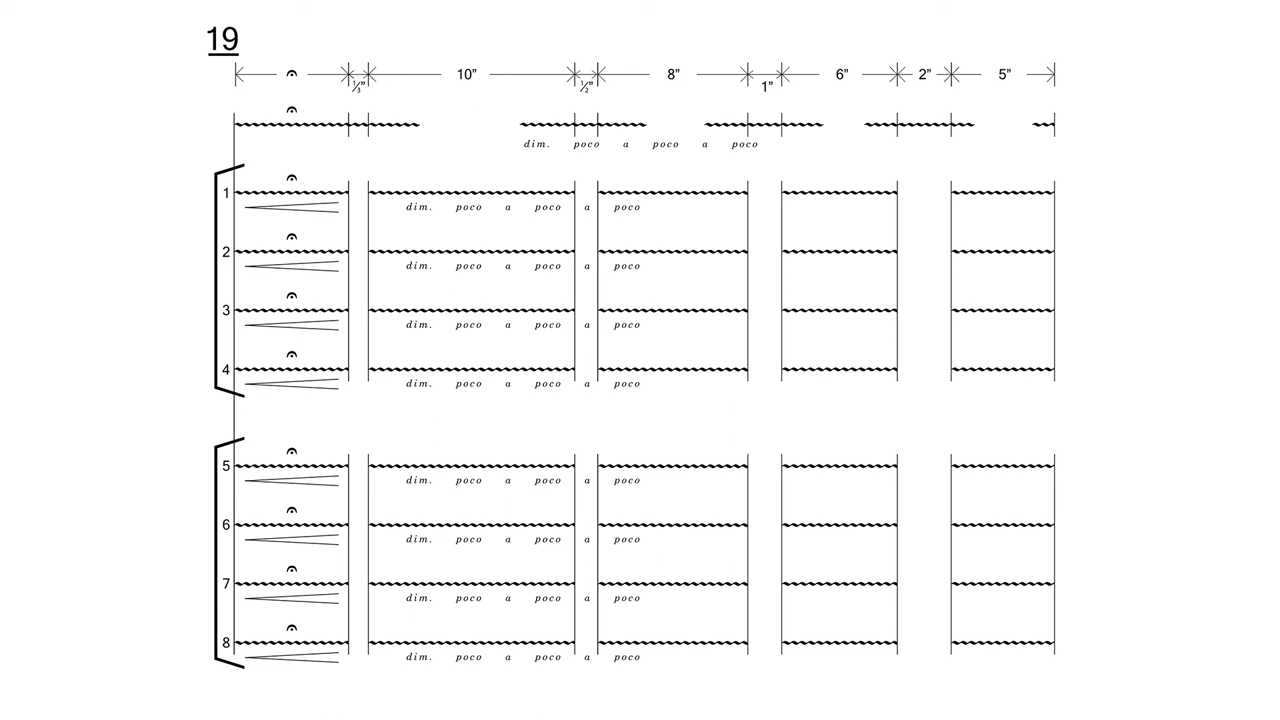 19
10” 8” 6” 2” 5”
1/3” 1/2” 1”
dim. poco a poco a poco
1
dim. poco a poco a poco
2
dim. poco a poco a poco
3
dim. poco a poco a poco
4
dim. poco a poco a poco
5
dim. poco a poco a poco
6
dim. poco a poco a poco
7
dim. poco a poco a poco
8
dim. poco a poco a poco